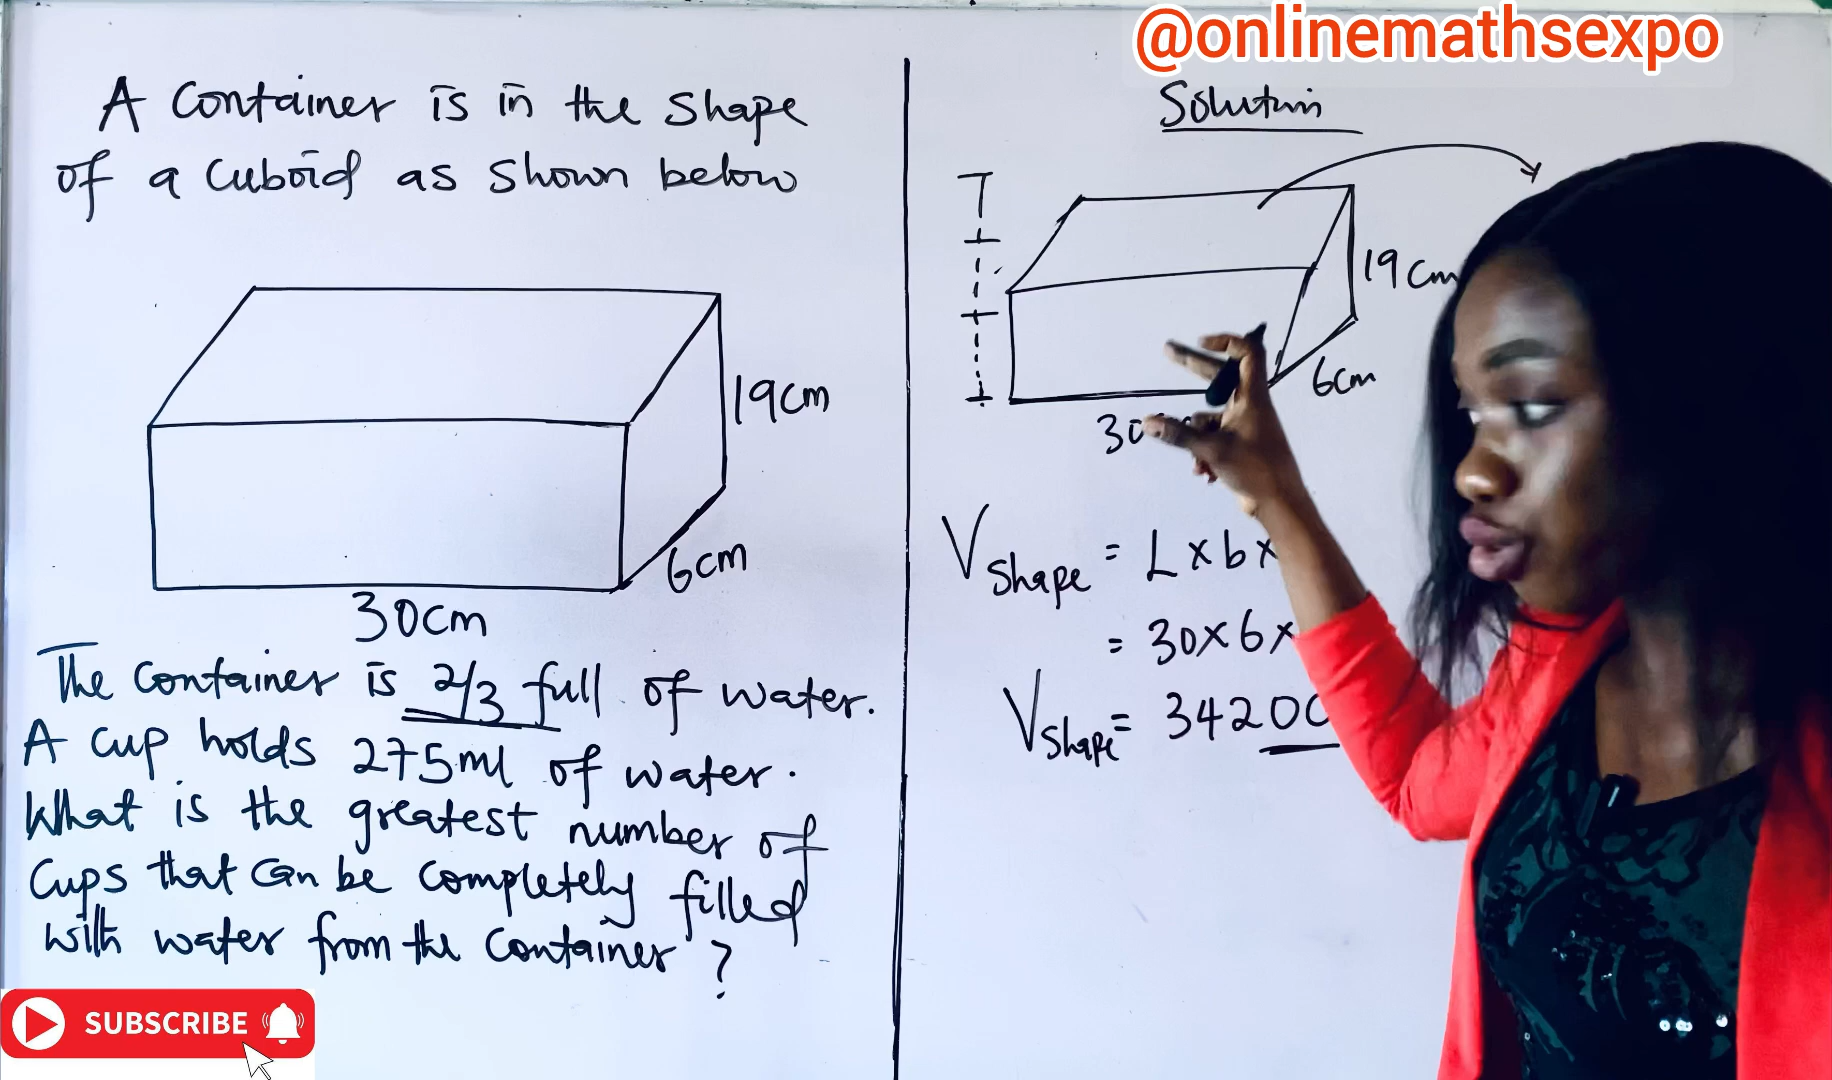 @onlinemathsexpo
A Container is in the shape
of a Cuboid as shown below
19cm
6cm
30cm
The Container is 2/3 full of water.
A cup holds 275ml of water.
What is the greatest number of
Cups that can be completely filled
with water from the Container?
SUBSCRIBE
Solution
19cm
6cm
30
V shape = L x b x
= 30 x 6 x
V shape = 3420